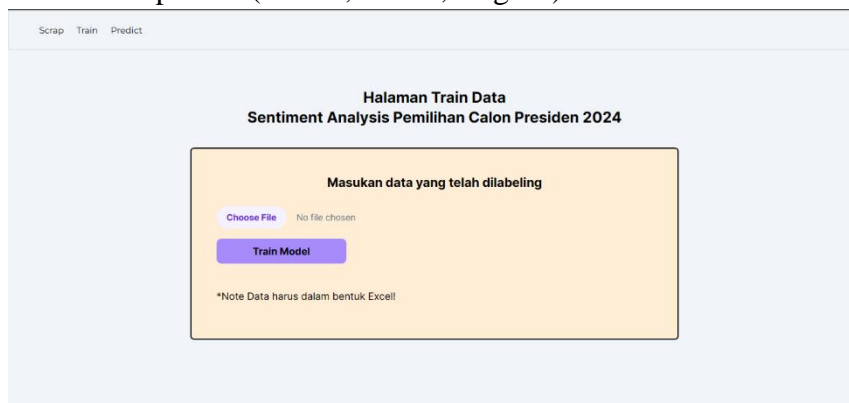 Scrap Train Predict
Halaman Train Data
Sentiment Analysis Pemilihan Calon Presiden 2024
Masukan data yang telah dilabeling
Choose File No file chosen
Train Model
*Note Data harus dalam bentuk Excel!